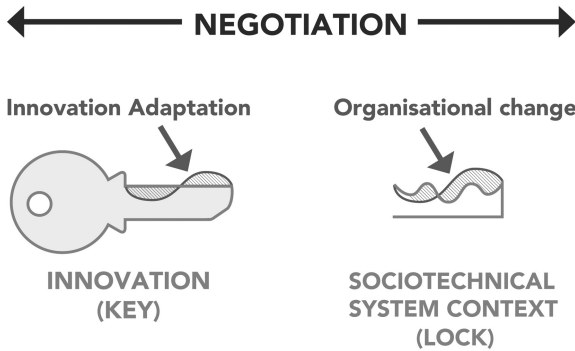 NEGOTIATION
Innovation Adaptation
Organisational change
INNOVATION
(KEY)
SOCIOTECHNICAL
SYSTEM CONTEXT
(LOCK)